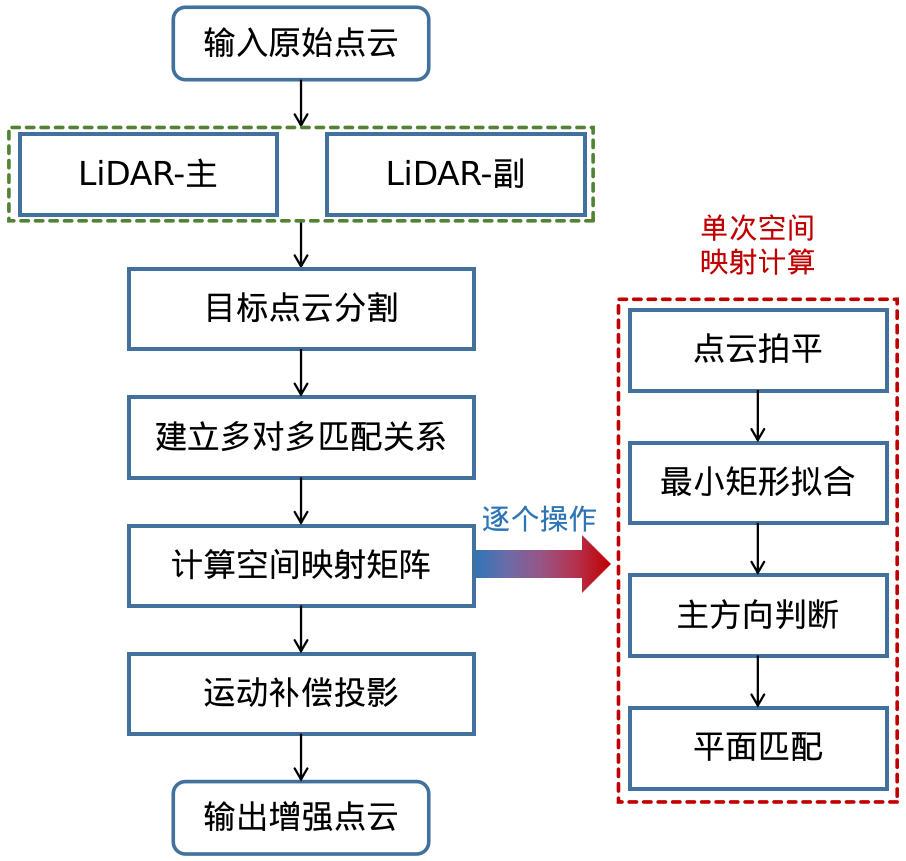 输入原始点云
LiDAR-主
LiDAR-副
目标点云分割
建立多对多匹配关系
计算空间映射矩阵
运动补偿投影
输出增强点云
逐个操作
单次空间
映射计算
点云拍平
最小矩形拟合
主方向判断
平面匹配